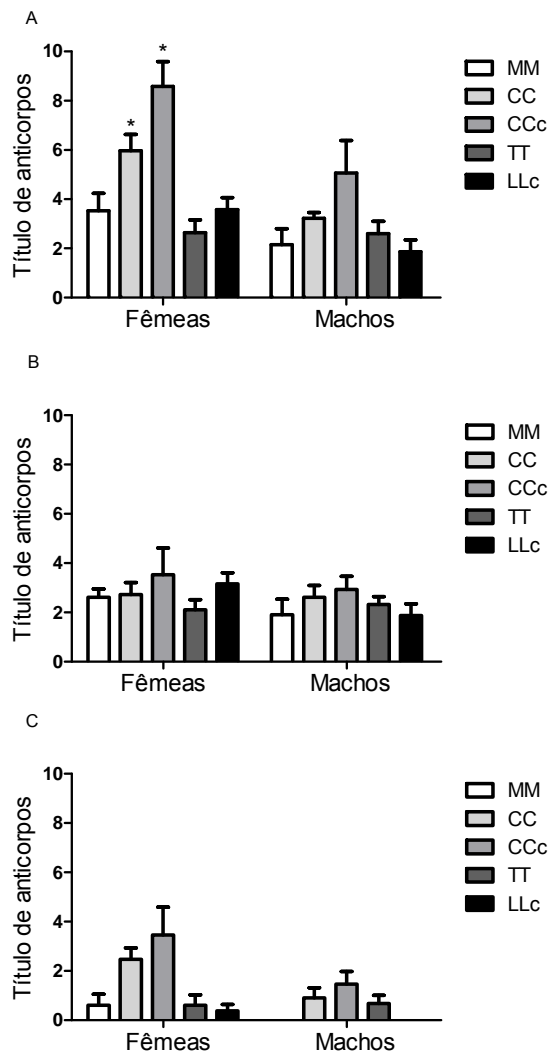 A
Título de anticorpos
10
8
6
4
2
0
*
*
Fêmeas
Machos
MM
CC
CCc
TT
LLc
B
Título de anticorpos
10
8
6
4
2
0
Fêmeas
Machos
MM
CC
CCc
TT
LLc
C
Título de anticorpos
10
8
6
4
2
0
Fêmeas
Machos
MM
CC
CCc
TT
LLc